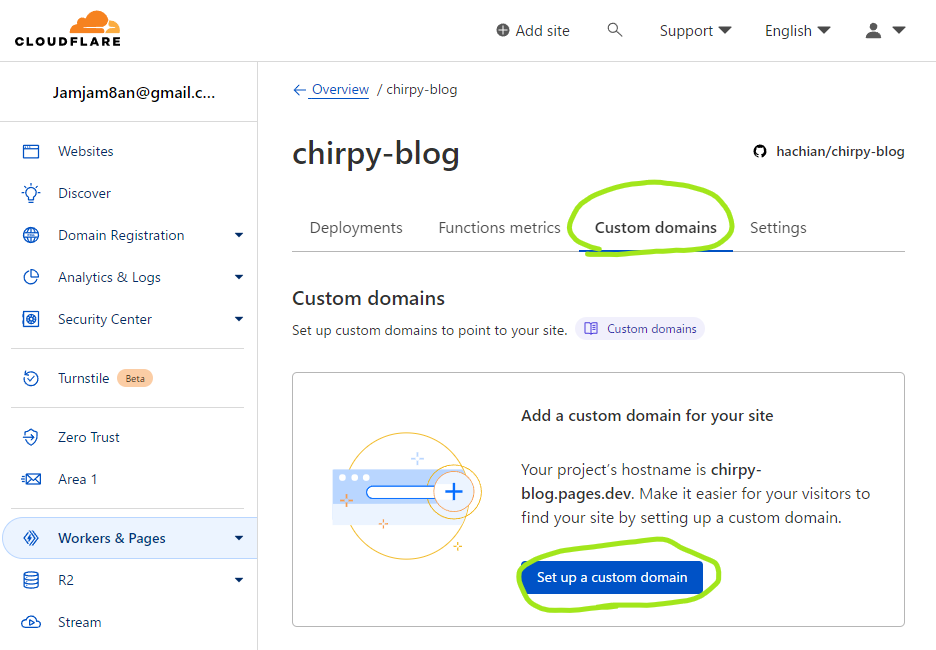 CLOUDFLARE
Add site
Support
English
Jamjam8an@gmail.c...
Websites
Discover
Domain Registration
Analytics & Logs
Security Center
Turnstile Beta
Zero Trust
Area 1
Workers & Pages
R2
Stream
← Overview / chirpy-blog
chirpy-blog
hachian/chirpy-blog
Deployments Functions metrics Custom domains Settings
Custom domains
Set up custom domains to point to your site. Custom domains
Add a custom domain for your site
Your project's hostname is chirpy-
blog.pages.dev. Make it easier for your visitors to
find your site by setting up a custom domain.
Set up a custom domain